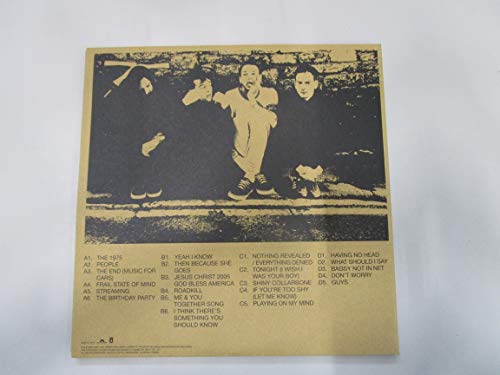 A1. THE 1975
A2. PEOPLE
A3. THE END (MUSIC FOR
CARS)
A4. FRAIL STATE OF MIND
A5. STREAMING
A6. THE BIRTHDAY PARTY
B1. YEAH I KNOW
B2. THEN BECAUSE SHE
GOES
B3. JESUS CHRIST 2005
GOD BLESS AMERICA
B4. ROADKILL
B5. ME & YOU
TOGETHER SONG
B6. I THINK THERE'S
SOMETHING YOU
SHOULD KNOW
C1. NOTHING REVEALED
/ EVERYTHING DENIED
C2. TONIGHT (I WISH I
WAS YOUR BOY)
C3. SHINY COLLARBONE
C4. IF YOU'RE TOO SHY
(LET ME KNOW)
C5. PLAYING ON MY MIND
D1. HAVING NO HEAD
D2. WHAT SHOULD I SAY
D3. BAGSY NOT IN NET
D4. DON'T WORRY
D5. GUYS